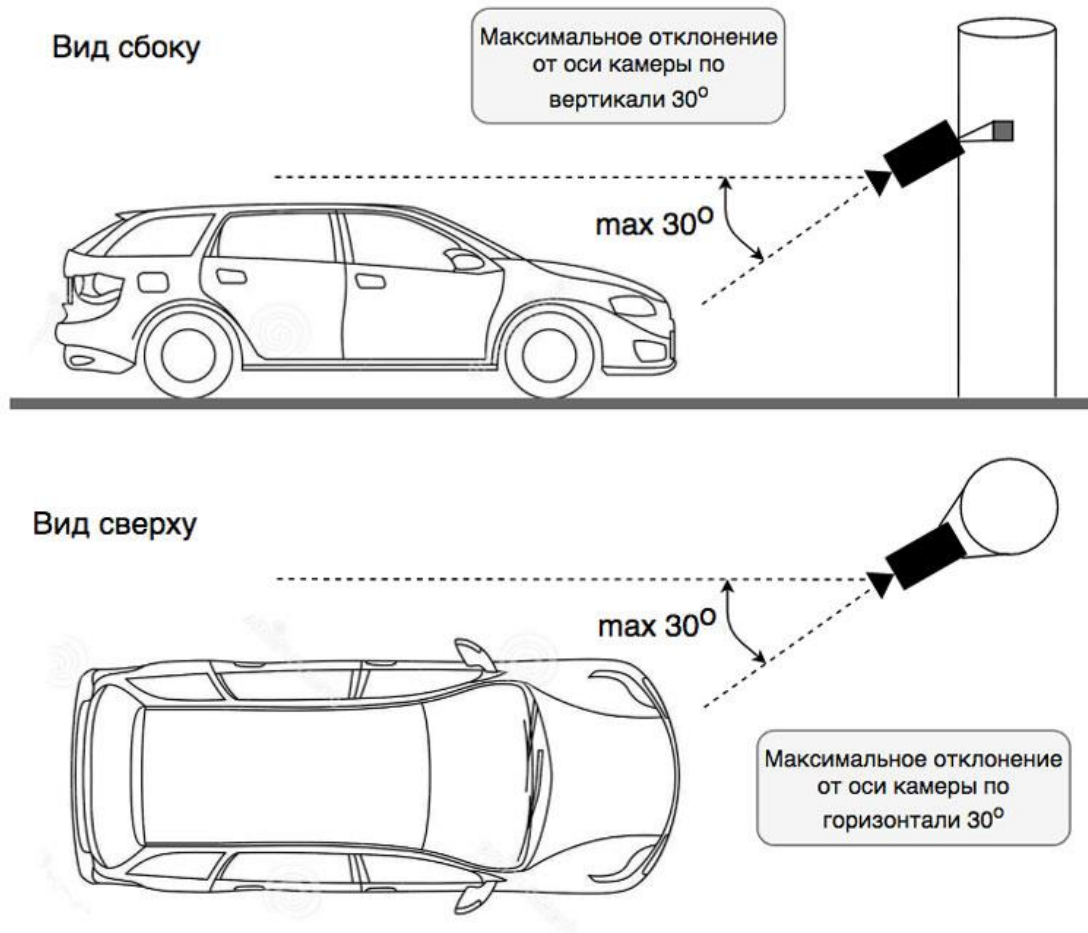 Вид сбоку
Максимальное отклонение
от оси камеры по
вертикали 30°
max 30°
Вид сверху
max 30°
Максимальное отклонение
от оси камеры по
горизонтали 30°